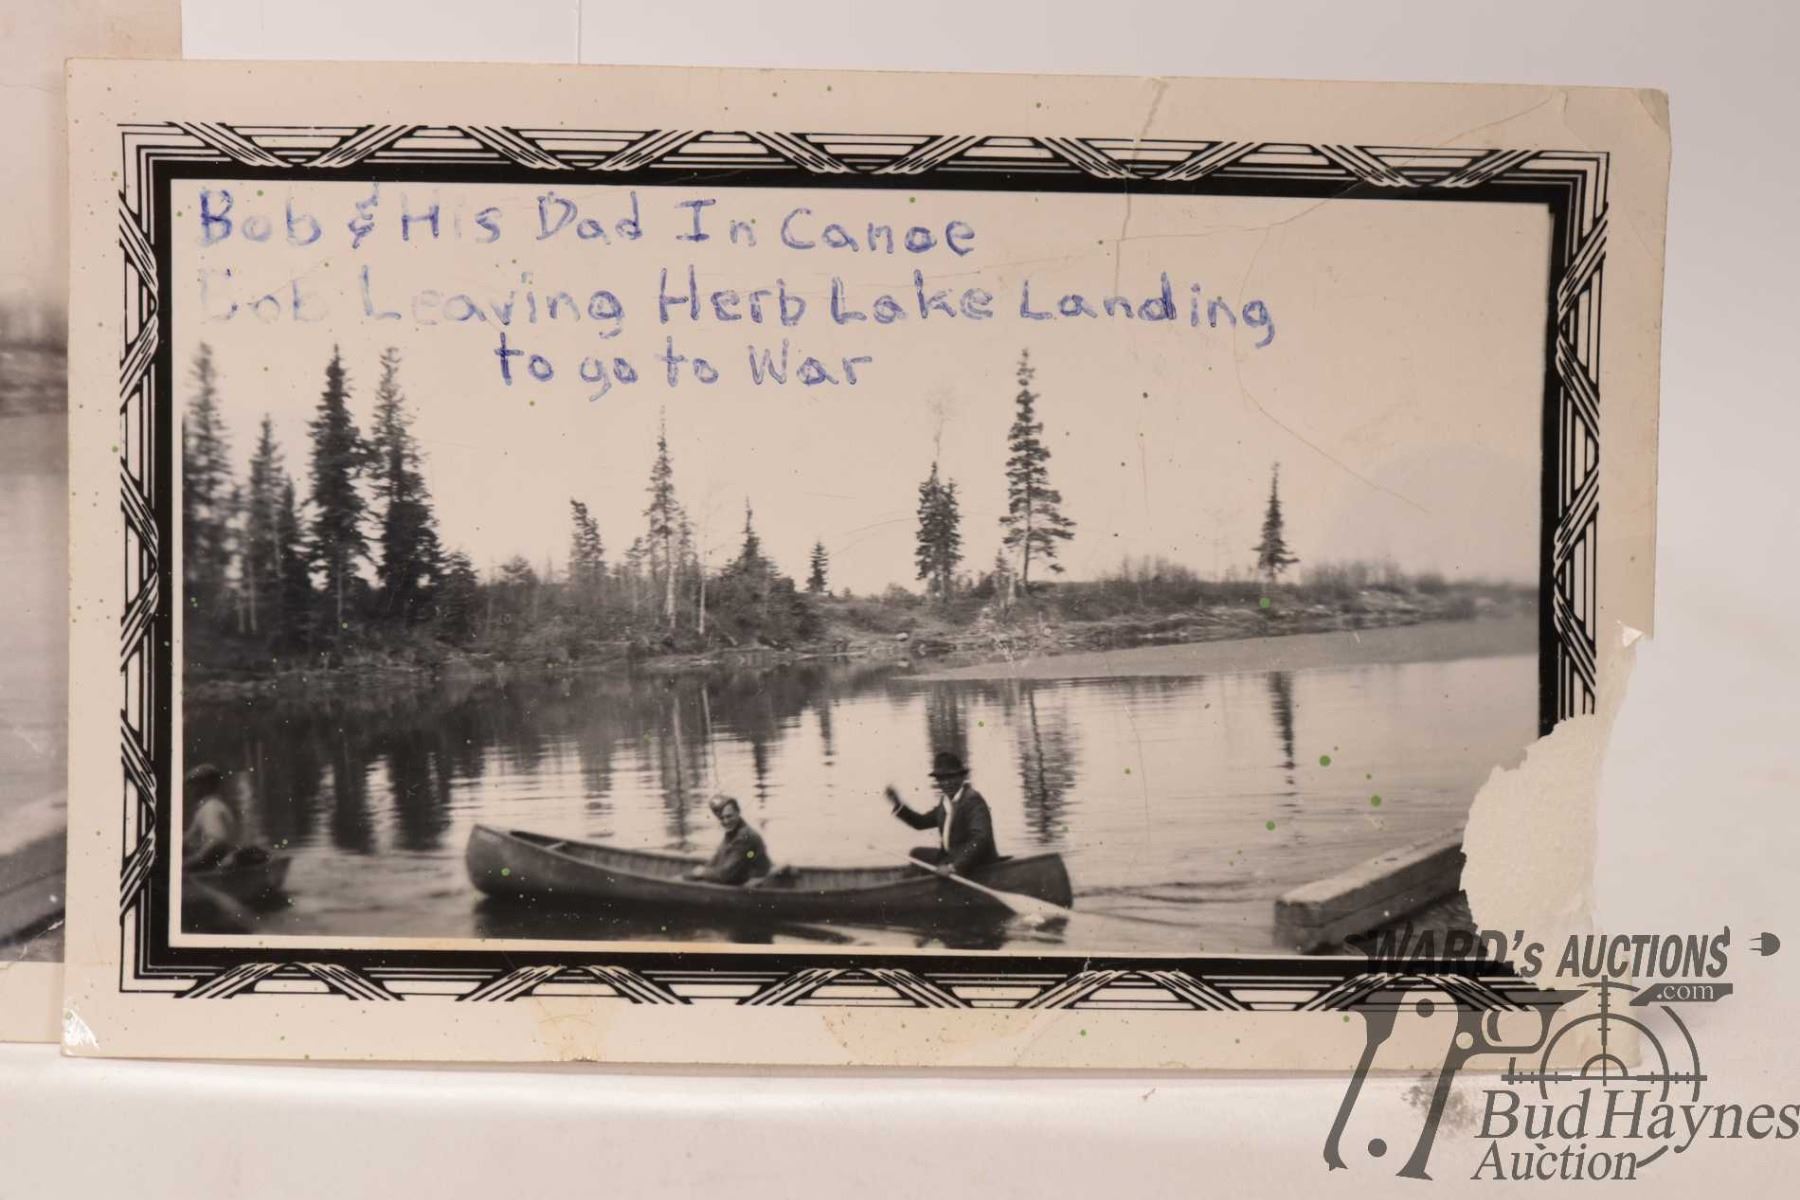 Bob & His Dad In Canoe
Bob Leaving Herb Lake Landing
to go to War
WARD's AUCTIONS
.com
Bud Haynes
Auction